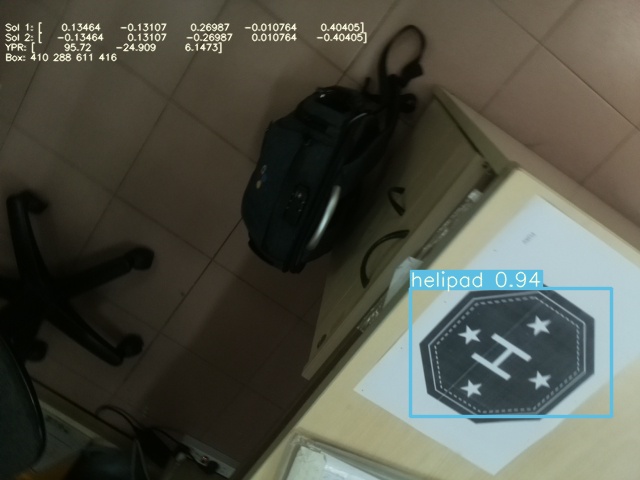 Sol 1: [ 0.13464 -0.13107 0.26987 -0.010764 0.40405]
Sol 2: [ -0.13464 0.13107 -0.26987 0.010764 -0.40405]
YPR: [ 95.72 -24.909 6.1473]
Box: 410 288 611 416
helipad 0.94
H